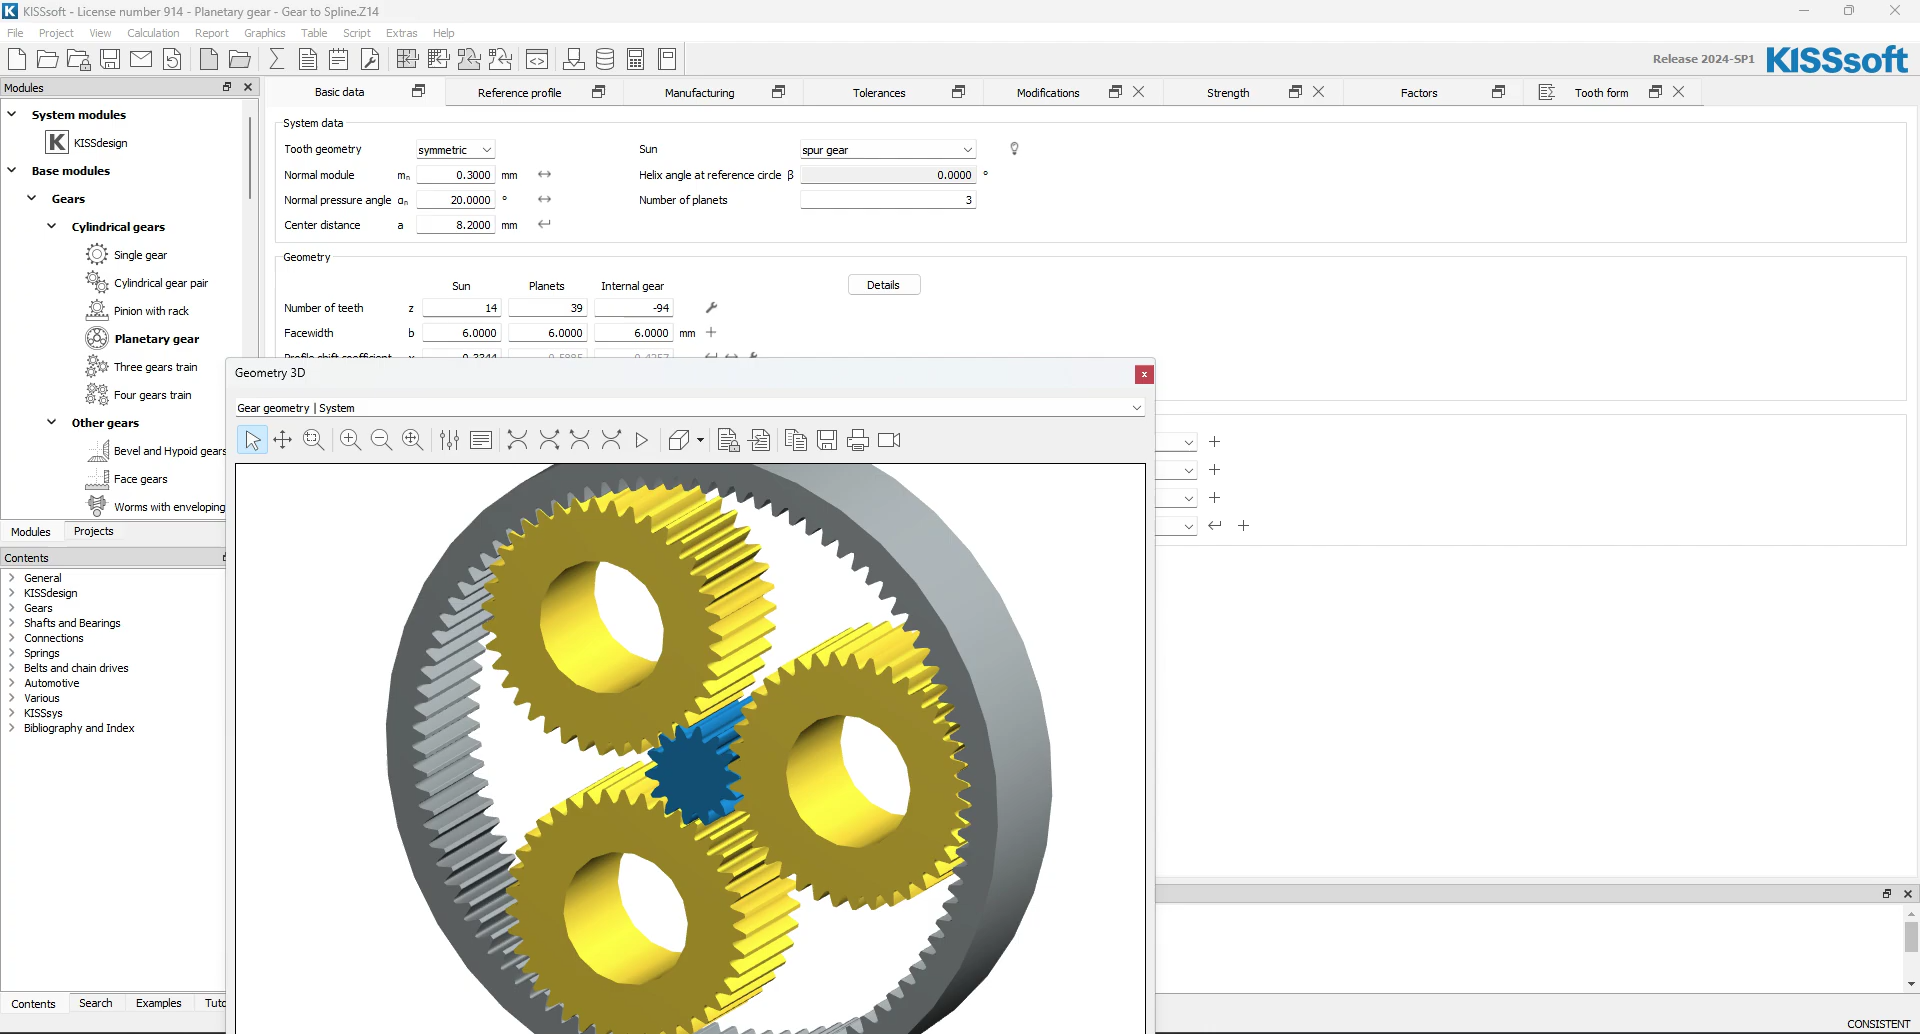 KISSsoft - License number 914 - Planetary gear - Gear to Spline.Z14
File Project View Calculation Report Graphics Table Script Extras Help
Release 2024-SP1 KISSsoft
Modules
System modules
KISSdesign
Base modules
Gears
Cylindrical gears
Single gear
Cylindrical gear pair
Pinion with rack
Planetary gear
Three gears train
Four gears train
Other gears
Bevel and Hypoid gears
Face gears
Worms with enveloping
Modules Projects
Contents
General
KISSdesign
Gears
Shafts and Bearings
Connections
Springs
Belts and chain drives
Automotive
Various
KISSsys
Bibliography and Index
Contents Search Examples Tut
Basic data Reference profile Manufacturing Tolerances Modifications Strength Factors Tooth form
System data
Tooth geometry symmetric Sun spur gear
Normal module mn 0.3000 mm Helix angle at reference circle β 0.0000 °
Normal pressure angle αn 20.0000 ° Number of planets 3
Center distance a 8.2000 mm
Geometry
Sun Planets Internal gear Details
Number of teeth z 14 39 -94
Facewidth b 6.0000 6.0000 6.0000 mm
Profile shift coefficient
Geometry 3D
x
Gear geometry | System
CONSISTENT